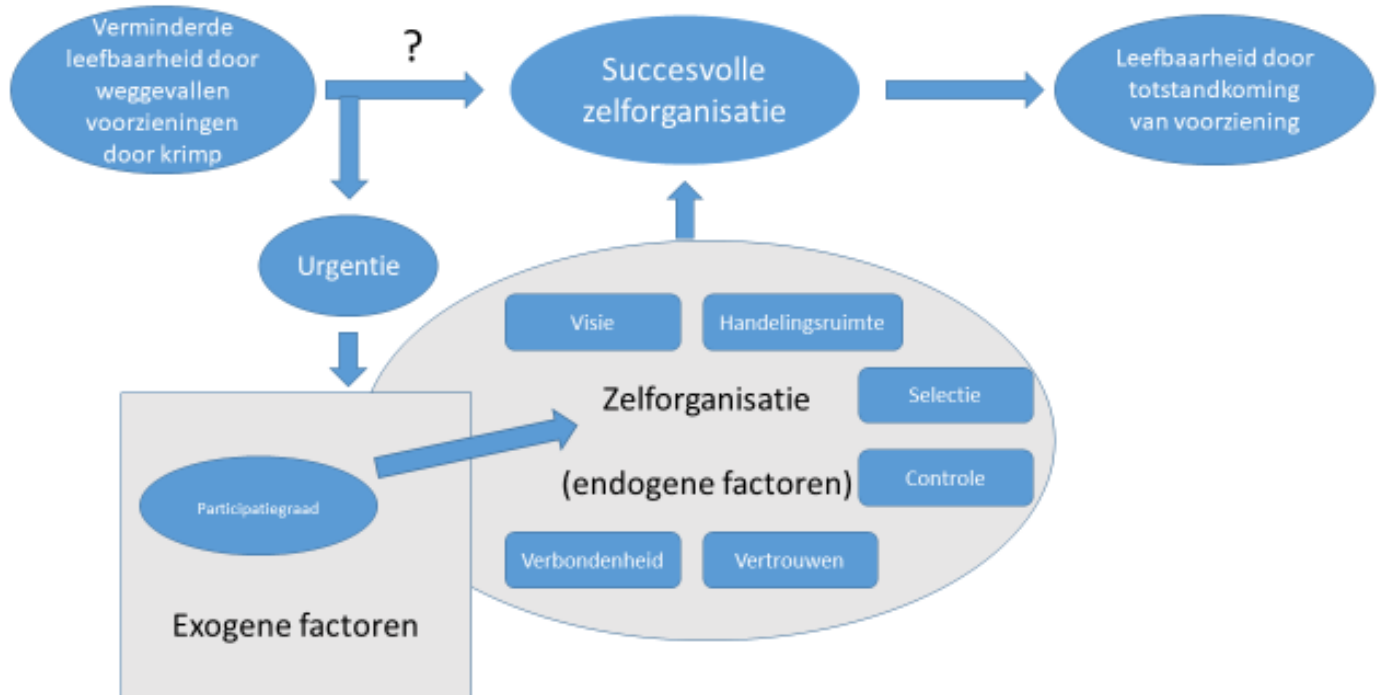 Verminderde
leefbaarheid door
weggevallen
voorzieningen
door krimp
?
Succesvolle
zelforganisatie
Leefbaarheid door
totstandkoming
van voorziening
Urgentie
Visie
Handelingsruimte
Zelforganisatie
Selectie
(endogene factoren)
Controle
Participatiegraad
Verbondenheid
Vertrouwen
Exogene factoren